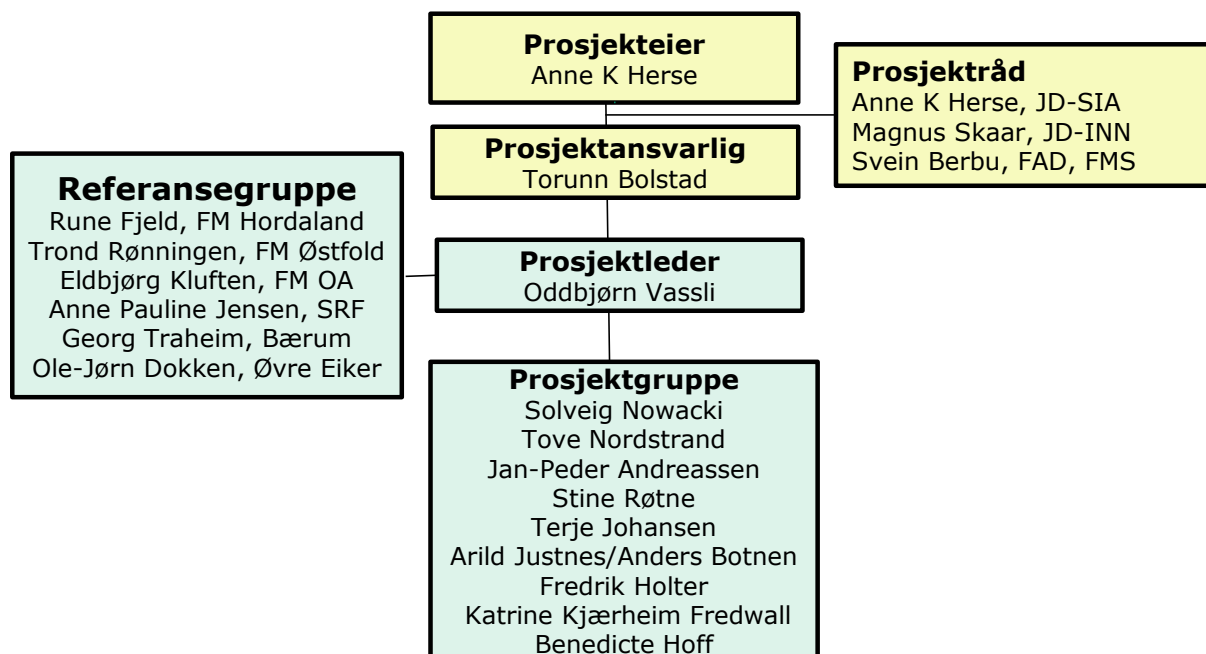 Prosjekteier
Anne K Herse
Prosjektråd
Anne K Herse, JD-SIA
Magnus Skaar, JD-INN
Svein Berbu, FAD, FMS
Prosjektansvarlig
Torunn Bolstad
Referansegruppe
Rune Fjeld, FM Hordaland
Trond Rønningen, FM Østfold
Eldbjørg Kluften, FM OA
Anne Pauline Jensen, SRF
Georg Traheim, Bærum
Ole-Jørn Dokken, Øvre Eiker
Prosjektleder
Oddbjørn Vassli
Prosjektgruppe
Solveig Nowacki
Tove Nordstrand
Jan-Peder Andreassen
Stine Røtne
Terje Johansen
Arild Justnes/Anders Botnen
Fredrik Holter
Katrine Kjærheim Fredwall
Benedicte Hoff